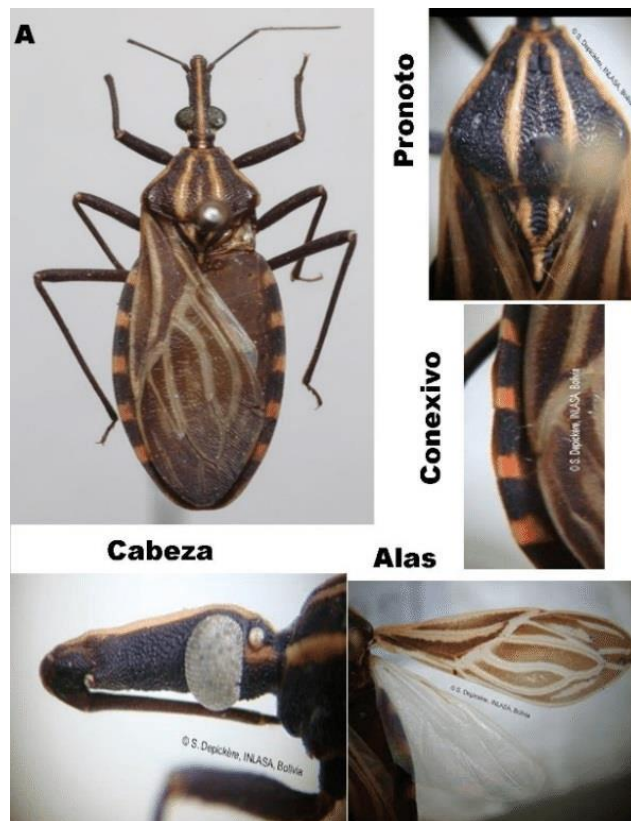 A
© S. Depickère, INLASA, Bolivia
Pronoto
Conexivo
© S. Depickère, INLASA, Bolivia
Cabeza
Alas
© S. Depickère, INLASA, Bolivia
© S. Depickère, INLASA, Bolivia